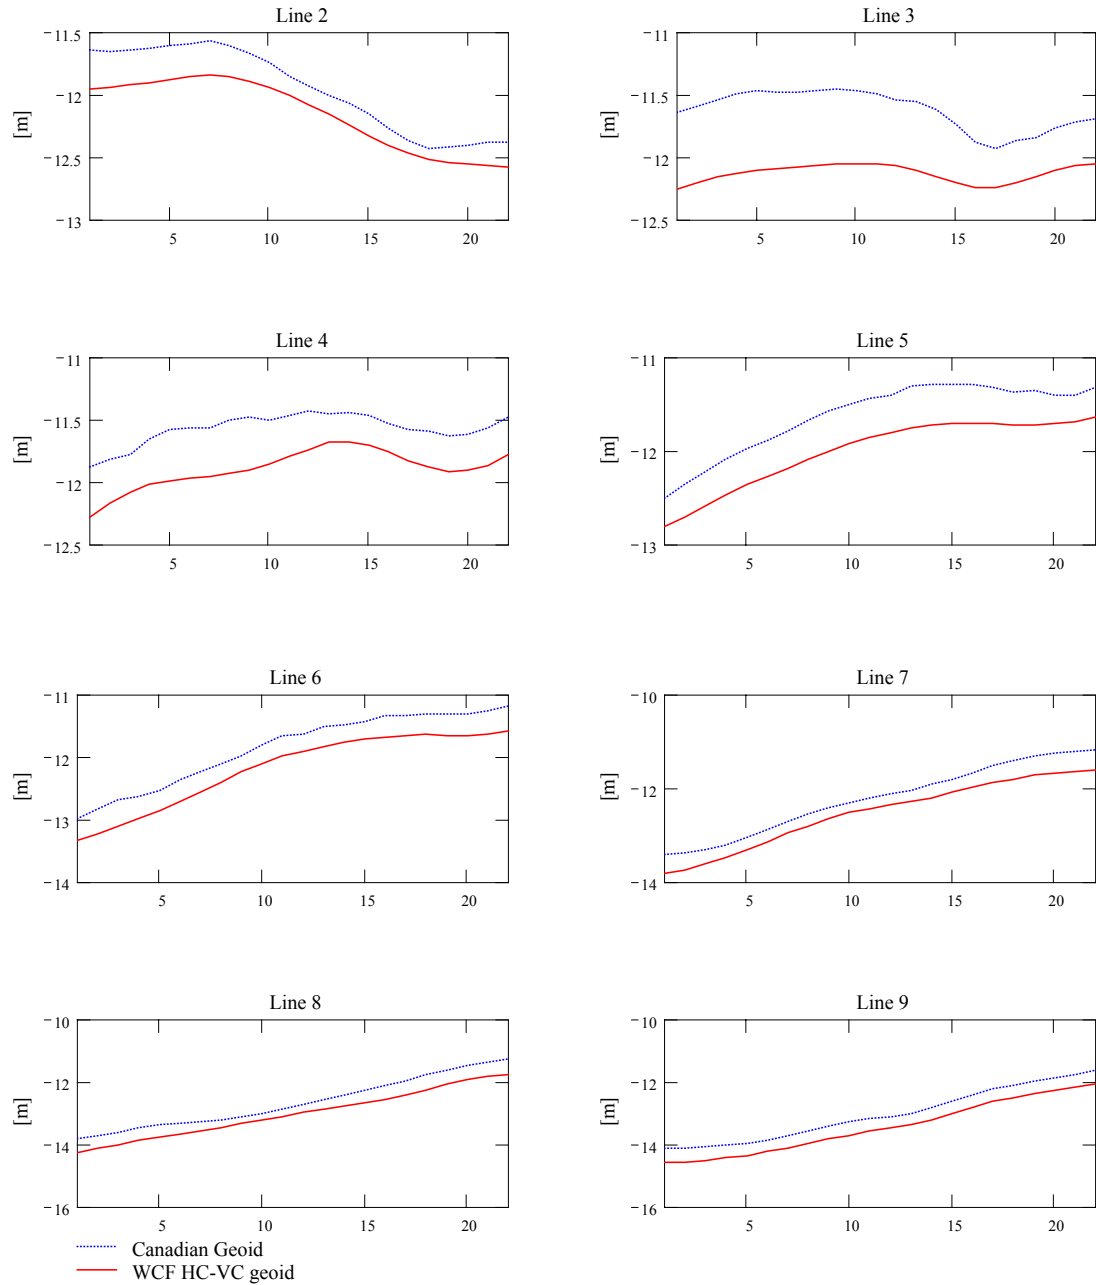 Line 2
[m]
−11.5
−12
−12.5
−13
5 10 15 20
Line 3
[m]
−11
−11.5
−12
−12.5
5 10 15 20
Line 4
[m]
−11
−11.5
−12
−12.5
5 10 15 20
Line 5
[m]
−11
−12
−13
5 10 15 20
Line 6
[m]
−11
−12
−13
−14
5 10 15 20
Line 7
[m]
−10
−12
−14
5 10 15 20
Line 8
[m]
−10
−12
−14
−16
5 10 15 20
Line 9
[m]
−10
−12
−14
−16
5 10 15 20
Canadian Geoid
WCF HC-VC geoid